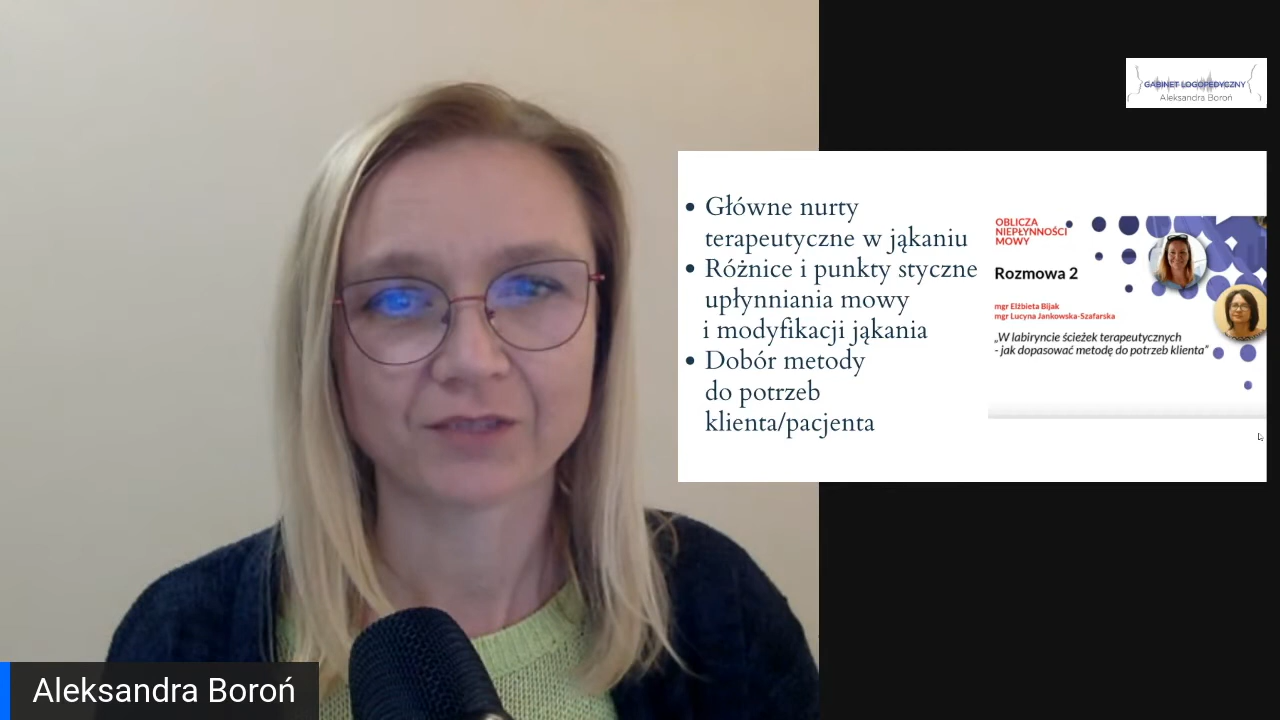 GABINET LOGOPEDYCZNY
Aleksandra Boroń
• Główne nurty
terapeutyczne w jąkaniu
• Różnice i punkty styczne
upłynniania mowy
i modyfikacji jąkania
• Dobór metody
do potrzeb
klienta/pacjenta
OBLICZA
NIEPŁYNNOŚCI
MOWY
Rozmowa 2
mgr Elżbieta Bijak
mgr Lucyna Jankowska-Szafarska
„W labiryncie ścieżek terapeutycznych
- jak dopasować metodę do potrzeb klienta”
Aleksandra Boroń